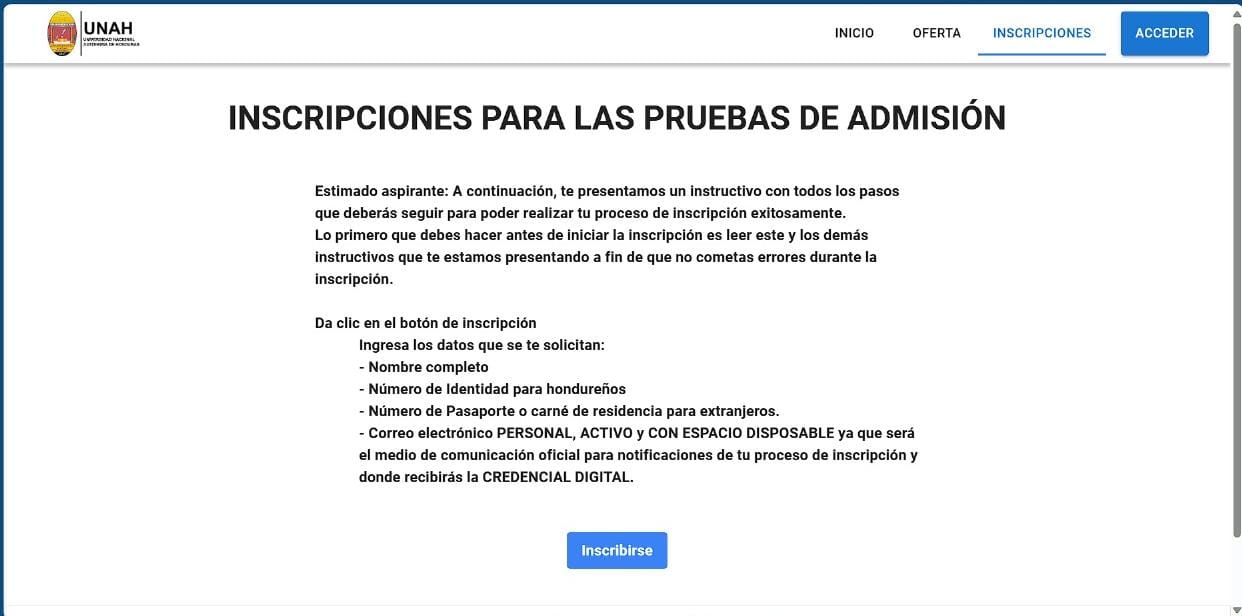 UNAH
UNIVERSIDAD NACIONAL
AUTÓNOMA DE HONDURAS
INICIO
OFERTA
INSCRIPCIONES
ACCEDER
INSCRIPCIONES PARA LAS PRUEBAS DE ADMISIÓN
Estimado aspirante: A continuación, te presentamos un instructivo con todos los pasos
que deberás seguir para poder realizar tu proceso de inscripción exitosamente.
Lo primero que debes hacer antes de iniciar la inscripción es leer este y los demás
instructivos que te estamos presentando a fin de que no cometas errores durante la
inscripción.
Da clic en el botón de inscripción
Ingresa los datos que se te solicitan:
- Nombre completo
- Número de Identidad para hondureños
- Número de Pasaporte o carné de residencia para extranjeros.
- Correo electrónico PERSONAL, ACTIVO y CON ESPACIO DISPOSABLE ya que será
el medio de comunicación oficial para notificaciones de tu proceso de inscripción y
donde recibirás la CREDENCIAL DIGITAL.
Inscribirse